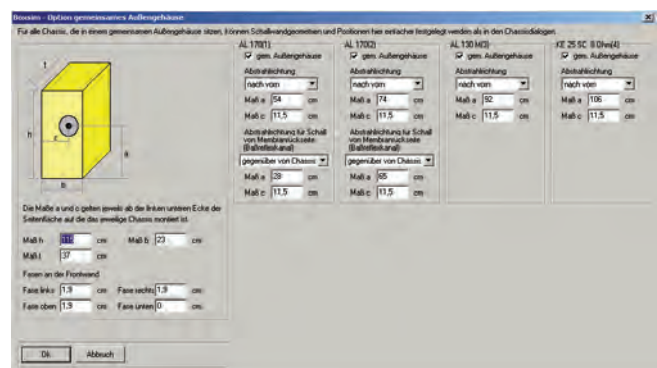 Boxsim - Option gemeinsames Außengehäuse
Für alle Chassis, die in einem gemeinsamen Außengehäuse sitzen, können Schallwandgeometrien und Positionen hier einfacher festgelegt werden als in den Chassisdialogen.
t
h
c
a
b
Die Maße a und c gelten jeweils ab der linken unteren Ecke der
Seitenfläche auf die das jeweilige Chassis montiert ist.
Maß h 115 cm Maß b 23 cm
Maß t 37 cm
Fasen an der Frontwand
Fase links 1,9 cm Fase rechts 1,9 cm
Fase oben 1,9 cm Fase unten 0 cm
Ok Abbruch
AL 170(1)
gem. Außengehäuse
Abstrahlrichtung
nach vorn
Maß a 54 cm
Maß c 11,5 cm
Abstrahlrichtung für Schall
von Membranrückseite
(Baßreflexkanal)
gegenüber von Chassis
Maß a 28 cm
Maß c 11,5 cm
AL 170(2)
gem. Außengehäuse
Abstrahlrichtung
nach vorn
Maß a 74 cm
Maß c 11,5 cm
Abstrahlrichtung für Schall
von Membranrückseite
(Baßreflexkanal)
gegenüber von Chassis
Maß a 65 cm
Maß c 11,5 cm
AL 130 M(3)
gem. Außengehäuse
Abstrahlrichtung
nach vorn
Maß a 92 cm
Maß c 11,5 cm
KE 25 SC 8 Ohm(4)
gem. Außengehäuse
Abstrahlrichtung
nach vorn
Maß a 106 cm
Maß c 11,5 cm